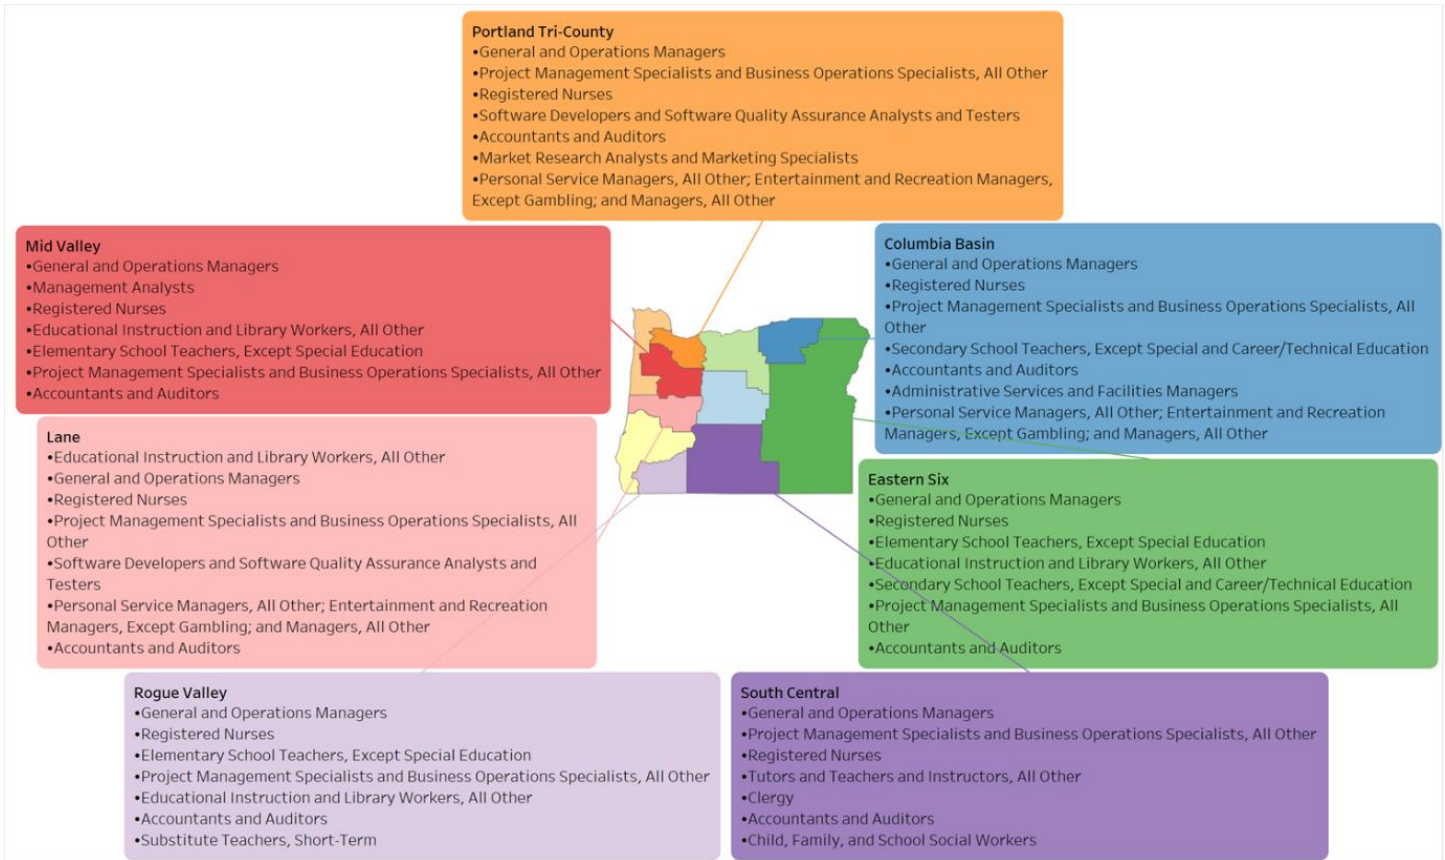 Portland Tri-County
•General and Operations Managers
•Project Management Specialists and Business Operations Specialists, All Other
•Registered Nurses
•Software Developers and Software Quality Assurance Analysts and Testers
•Accountants and Auditors
•Market Research Analysts and Marketing Specialists
•Personal Service Managers, All Other; Entertainment and Recreation Managers,
Except Gambling; and Managers, All Other
Mid Valley
•General and Operations Managers
•Management Analysts
•Registered Nurses
•Educational Instruction and Library Workers, All Other
•Elementary School Teachers, Except Special Education
•Project Management Specialists and Business Operations Specialists, All Other
•Accountants and Auditors
Columbia Basin
•General and Operations Managers
•Registered Nurses
•Project Management Specialists and Business Operations Specialists, All
Other
•Secondary School Teachers, Except Special and Career/Technical Education
•Accountants and Auditors
•Administrative Services and Facilities Managers
•Personal Service Managers, All Other; Entertainment and Recreation
Managers, Except Gambling; and Managers, All Other
Lane
•Educational Instruction and Library Workers, All Other
•General and Operations Managers
•Registered Nurses
•Project Management Specialists and Business Operations Specialists, All
Other
•Software Developers and Software Quality Assurance Analysts and
Testers
•Personal Service Managers, All Other; Entertainment and Recreation
Managers, Except Gambling; and Managers, All Other
•Accountants and Auditors
Eastern Six
•General and Operations Managers
•Registered Nurses
•Elementary School Teachers, Except Special Education
•Educational Instruction and Library Workers, All Other
•Secondary School Teachers, Except Special and Career/Technical Education
•Project Management Specialists and Business Operations Specialists, All
Other
•Accountants and Auditors
Rogue Valley
•General and Operations Managers
•Registered Nurses
•Elementary School Teachers, Except Special Education
•Project Management Specialists and Business Operations Specialists, All Other
•Educational Instruction and Library Workers, All Other
•Accountants and Auditors
•Substitute Teachers, Short-Term
South Central
•General and Operations Managers
•Project Management Specialists and Business Operations Specialists, All Other
•Registered Nurses
•Tutors and Teachers and Instructors, All Other
•Clergy
•Accountants and Auditors
•Child, Family, and School Social Workers